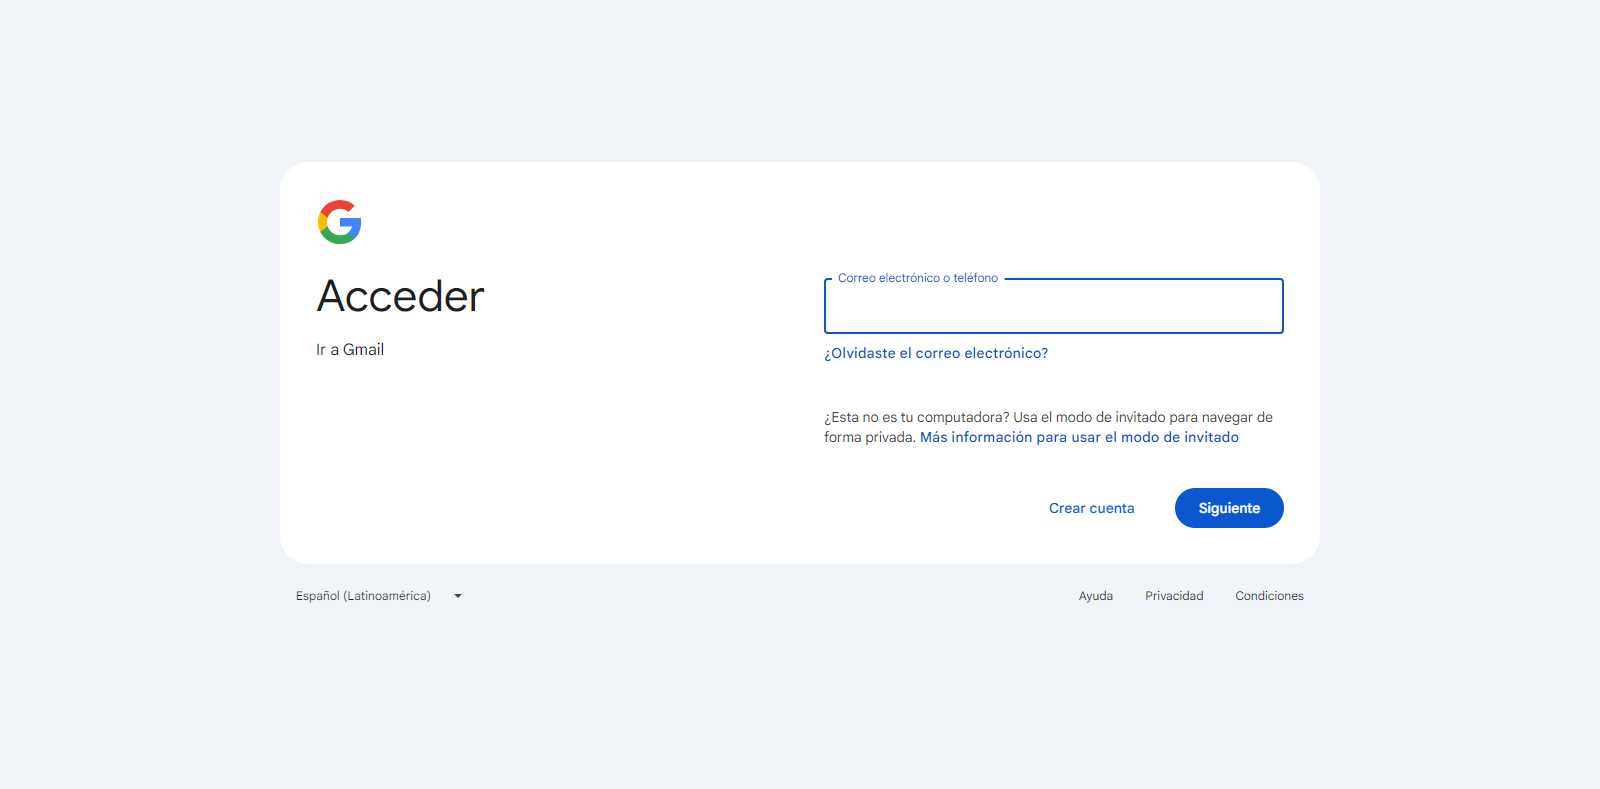 Acceder
Ir a Gmail
Correo electrónico o teléfono
¿Olvidaste el correo electrónico?
¿Esta no es tu computadora? Usa el modo de invitado para navegar de
forma privada. Más información para usar el modo de invitado
Crear cuenta
Siguiente
Español (Latinoamérica)
Ayuda
Privacidad
Condiciones